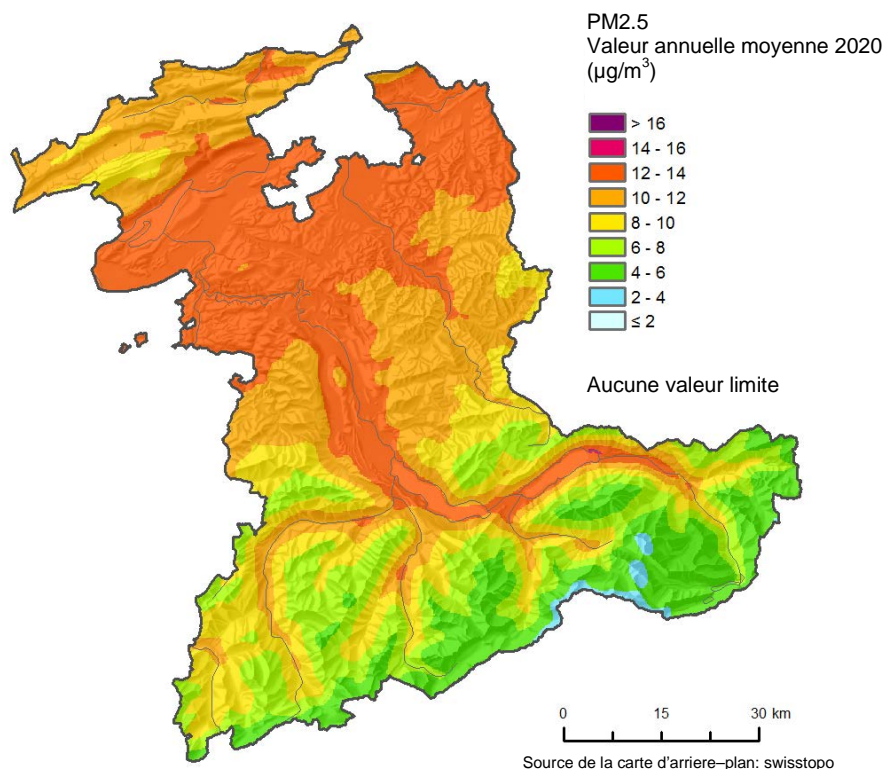 PM2.5
Valeur annuelle moyenne 2020
(µg/m³)
> 16
14 - 16
12 - 14
10 - 12
8 - 10
6 - 8
4 - 6
2 - 4
≤ 2
Aucune valeur limite
0 15 30 km
Source de la carte d'arriere–plan: swisstopo